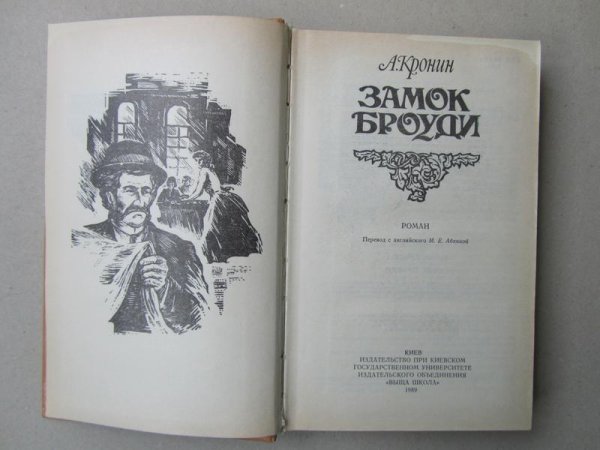 А. Кронин
ЗАМОК
БРОУДИ
РОМАН
Перевод с английского М. Е. Абкиной
КИЕВ
ИЗДАТЕЛЬСТВО ПРИ КИЕВСКОМ
ГОСУДАРСТВЕННОМ УНИВЕРСИТЕТЕ
ИЗДАТЕЛЬСКОГО ОБЪЕДИНЕНИЯ
«ВЫЩА ШКОЛА»
1989